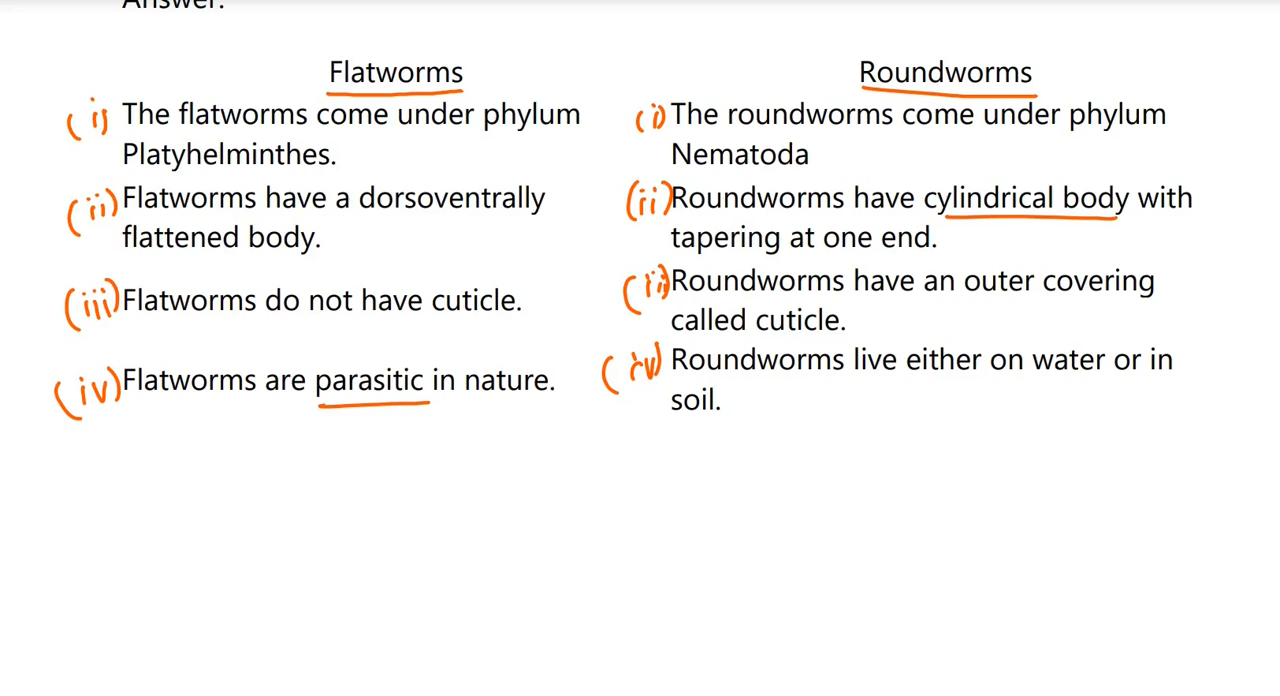 Answer.
Flatworms
(i) The flatworms come under phylum
Platyhelminthes.
(ii) Flatworms have a dorsoventrally
flattened body.
(iii) Flatworms do not have cuticle.
(iv) Flatworms are parasitic in nature.
Roundworms
(i) The roundworms come under phylum
Nematoda
(ii) Roundworms have cylindrical body with
tapering at one end.
(iii) Roundworms have an outer covering
called cuticle.
(iv) Roundworms live either on water or in
soil.